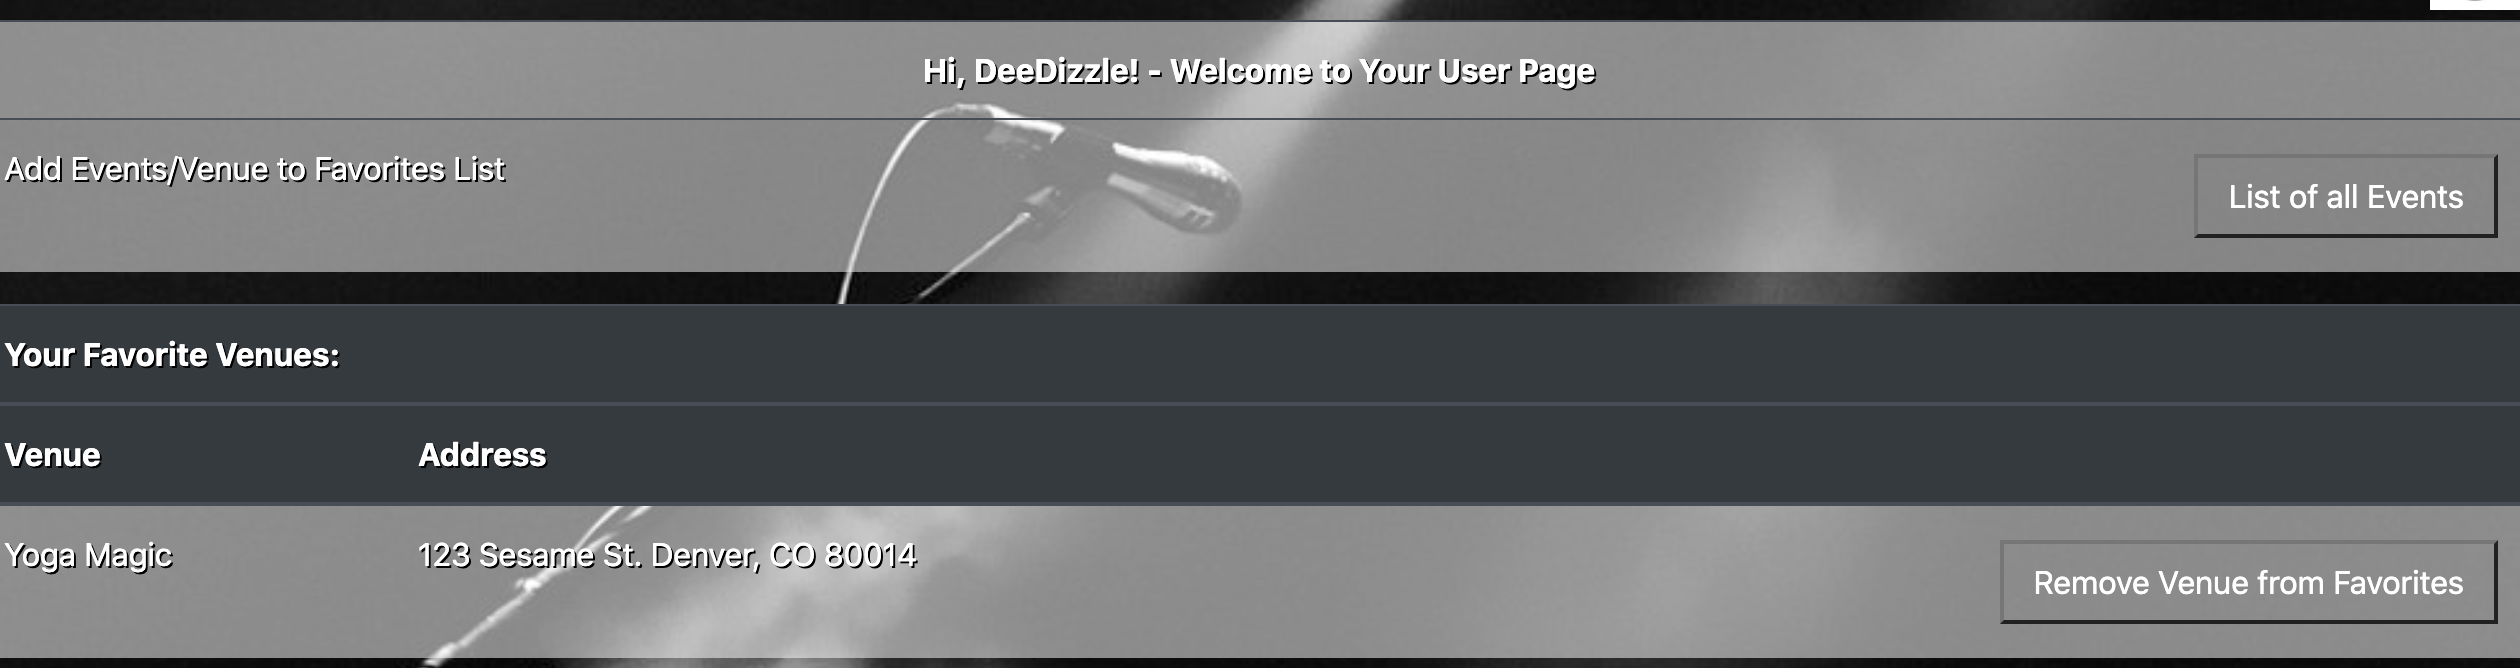 Hi, DeeDizzle! - Welcome to Your User Page
Add Events/Venue to Favorites List
List of all Events
Your Favorite Venues:
Venue Address
Yoga Magic 123 Sesame St. Denver, CO 80014
Remove Venue from Favorites